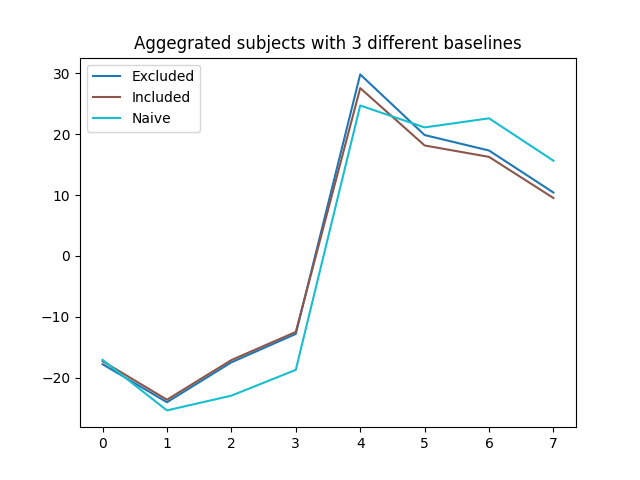 Aggegrated subjects with 3 different baselines
Excluded
Included
Naive
30
20
10
0
−10
−20
0 1 2 3 4 5 6 7